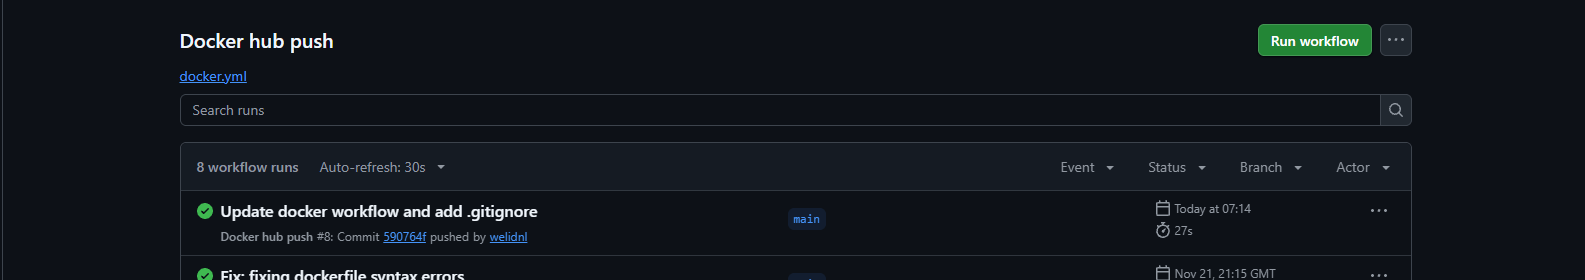 Docker hub push
Run workflow
docker.yml
Search runs
8 workflow runs Auto-refresh: 30s Event Status Branch Actor
Update docker workflow and add .gitignore
main
Today at 07:14
Docker hub push #8: Commit 590764f pushed by welidnl
27s
Fix: fixing dockerfile syntax errors
Nov 21, 21:15 GMT